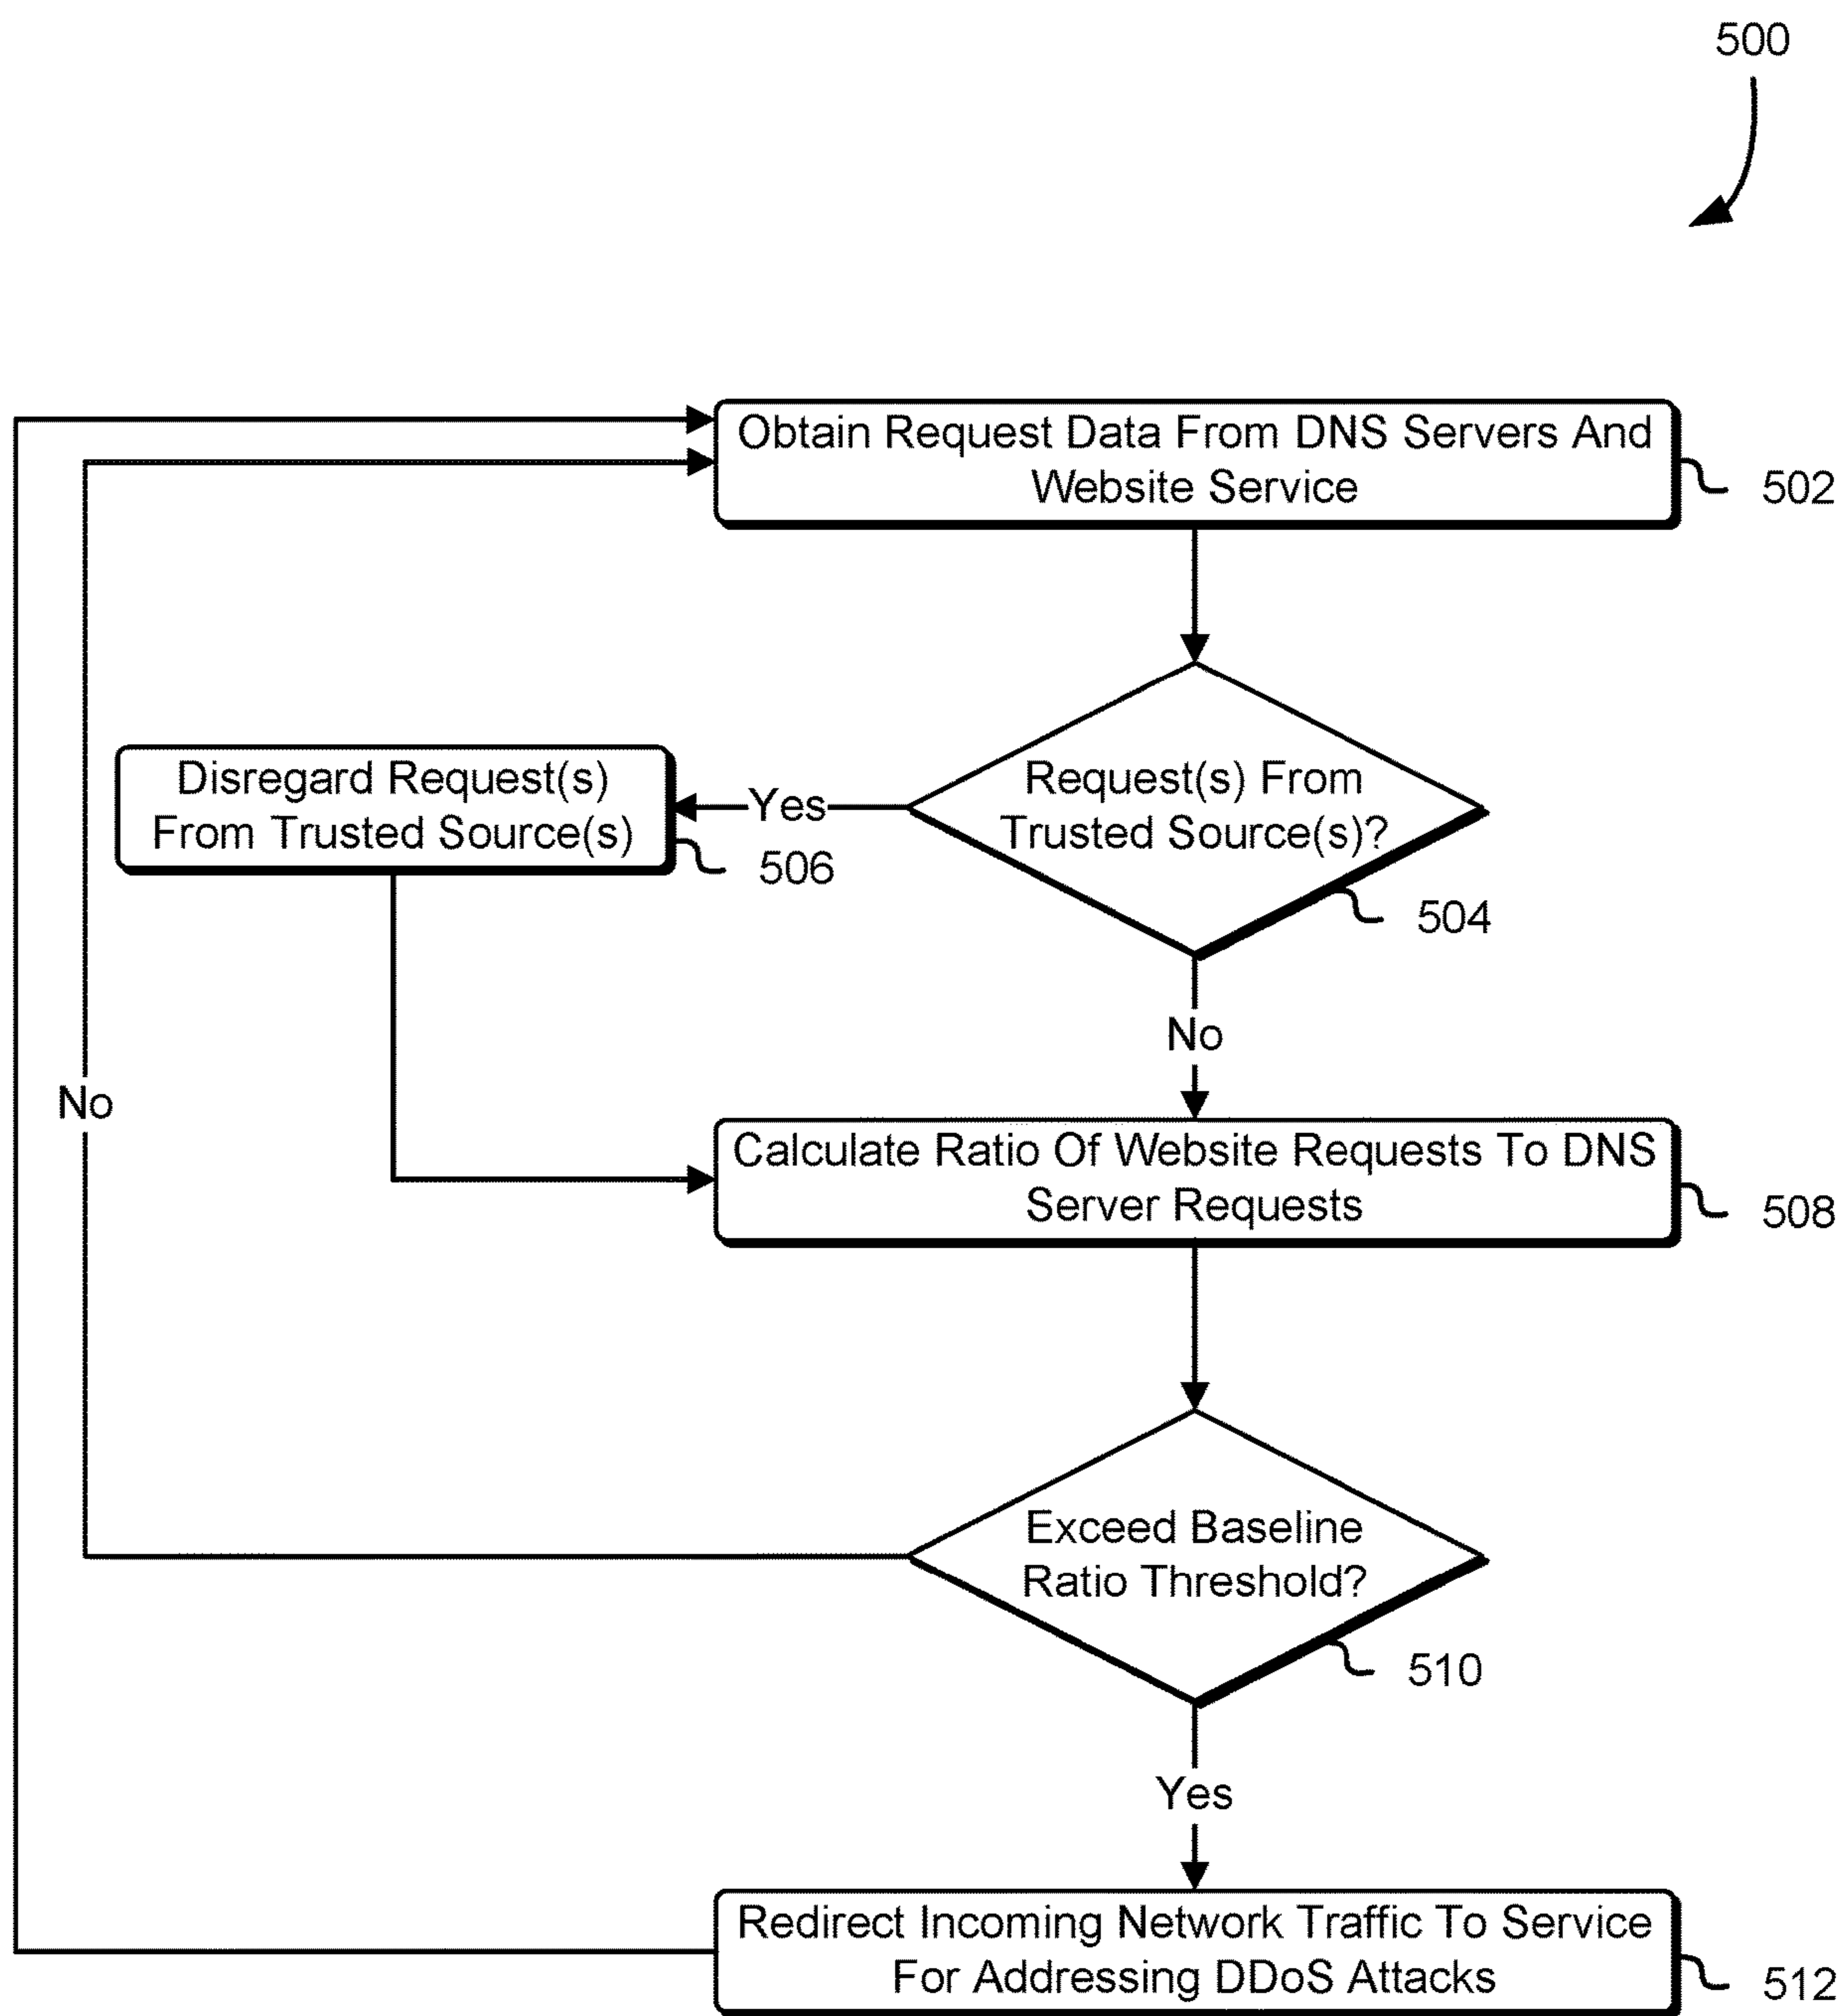 500
Obtain Request Data From DNS Servers And
Website Service
502
Request(s) From
Trusted Source(s)?
504
Yes
Disregard Request(s)
From Trusted Source(s)
506
No
No
Calculate Ratio Of Website Requests To DNS
Server Requests
508
Exceed Baseline
Ratio Threshold?
510
Yes
Redirect Incoming Network Traffic To Service
For Addressing DDoS Attacks
512